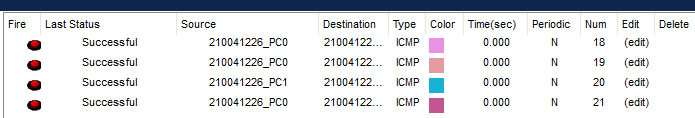 Fire Last Status Source Destination Type Color Time(sec) Periodic Num Edit Delete
Successful 210041226_PC0 21004122... ICMP 0.000 N 18 (edit)
Successful 210041226_PC0 21004122... ICMP 0.000 N 19 (edit)
Successful 210041226_PC1 21004122... ICMP 0.000 N 20 (edit)
Successful 210041226_PC0 21004122... ICMP 0.000 N 21 (edit)